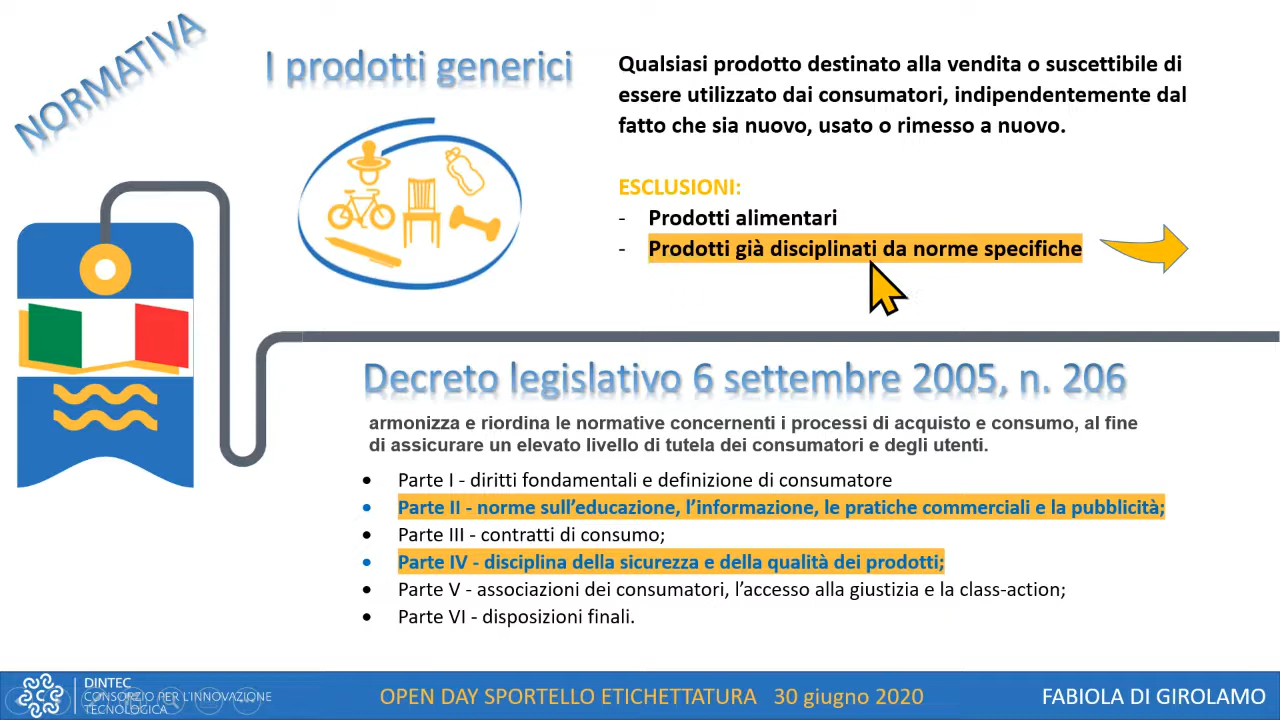 NORMATIVA
I prodotti generici
Qualsiasi prodotto destinato alla vendita o suscettibile di
essere utilizzato dai consumatori, indipendentemente dal
fatto che sia nuovo, usato o rimesso a nuovo.
ESCLUSIONI:
- Prodotti alimentari
- Prodotti già disciplinati da norme specifiche
Decreto legislativo 6 settembre 2005, n. 206
armonizza e riordina le normative concernenti i processi di acquisto e consumo, al fine
di assicurare un elevato livello di tutela dei consumatori e degli utenti.
• Parte I - diritti fondamentali e definizione di consumatore
• Parte II - norme sull'educazione, l'informazione, le pratiche commerciali e la pubblicità;
• Parte III - contratti di consumo;
• Parte IV - disciplina della sicurezza e della qualità dei prodotti;
• Parte V - associazioni dei consumatori, l'accesso alla giustizia e la class-action;
• Parte VI - disposizioni finali.
DINTEC
CONSORZIO PER L'INNOVAZIONE
TECNOLOGICA
OPEN DAY SPORTELLO ETICHETTATURA 30 giugno 2020
FABIOLA DI GIROLAMO